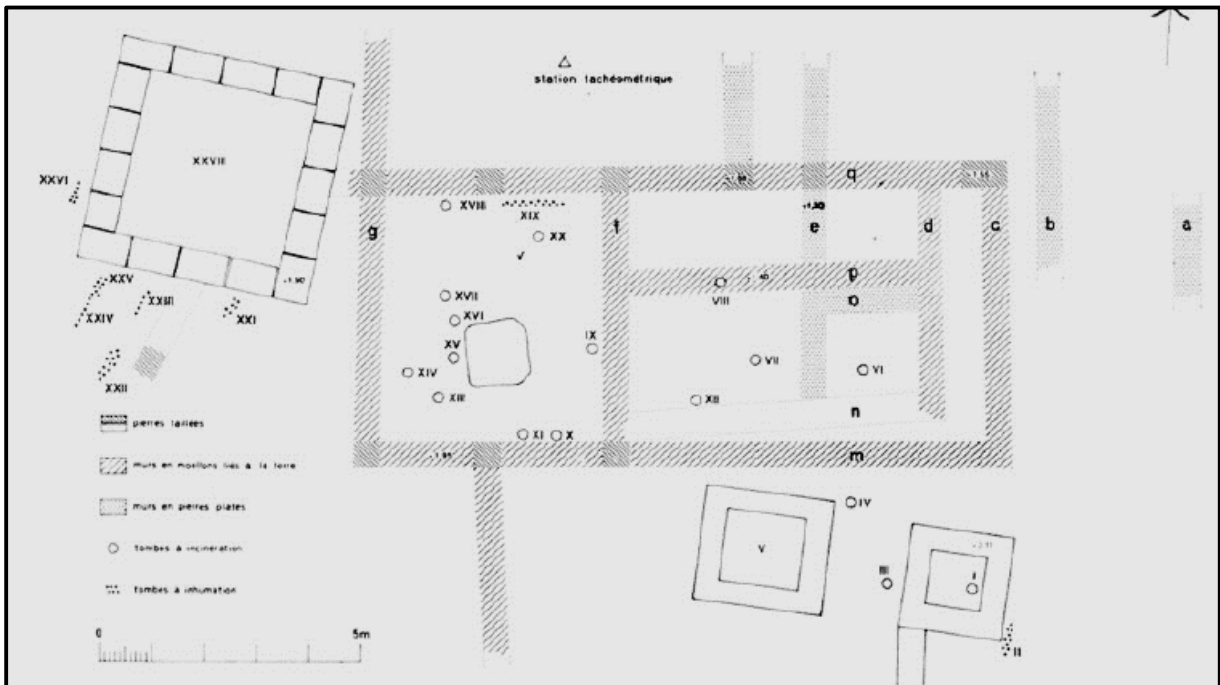 station tachéométrique
XXVIII
XXVI
XVIII
XIX
XX
q
g
f
e
d
c
b
a
p
o
XXV
XXIV
XXIII
XXI
XXII
XVII
XVI
XV
XIV
XIII
IX
VIII
VII
VI
XII
n
XI
X
m
IV
V
III
I
II
pierres taillées
murs en moellons liés à la terre
murs en pierres plates
tombes à incinération
tombes à inhumation
0 5m